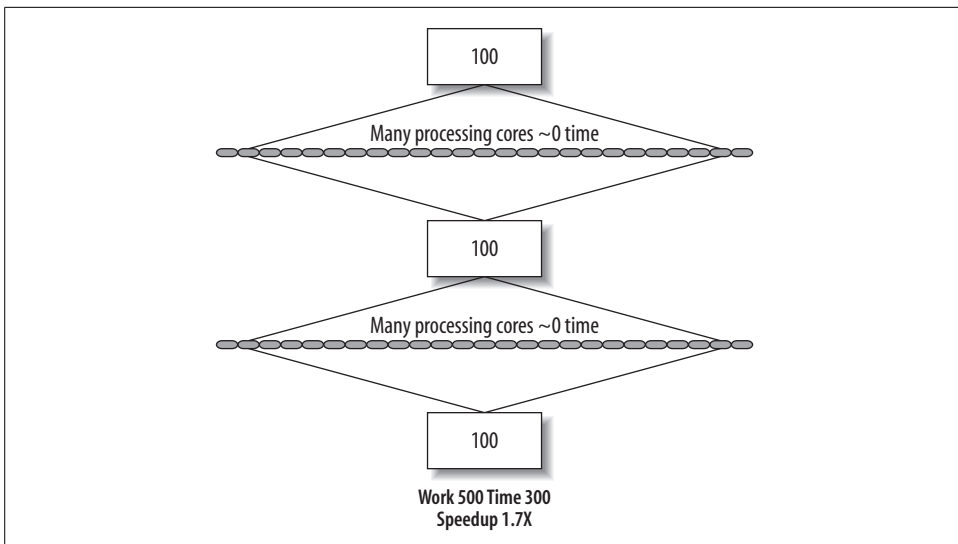 100
Many processing cores ~0 time
100
Many processing cores ~0 time
100
Work 500 Time 300
Speedup 1.7X